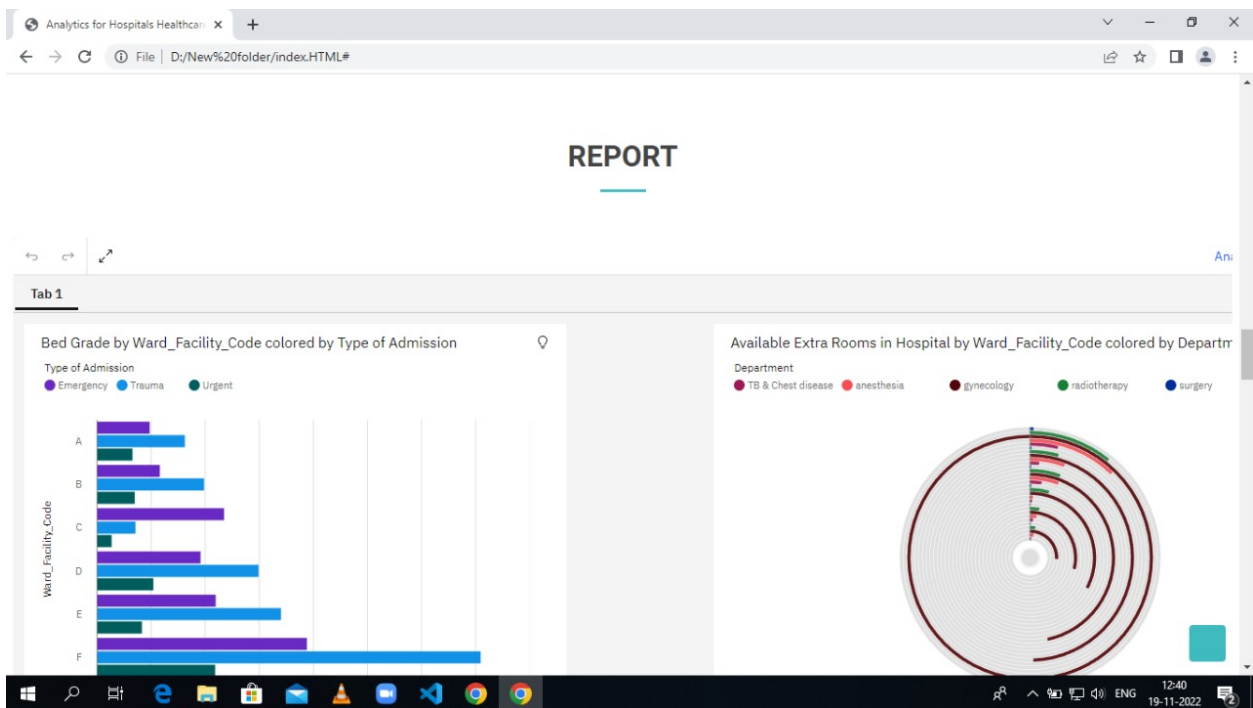 Analytics for Hospitals Healthcar
File | D:/New%20folder/index.HTML#
REPORT
Ana
Tab 1
Bed Grade by Ward_Facility_Code colored by Type of Admission
Type of Admission
Emergency Trauma Urgent
Ward_Facility_Code
A
B
C
D
E
F
Available Extra Rooms in Hospital by Ward_Facility_Code colored by Departm
Department
TB & Chest disease anesthesia gynecology radiotherapy surgery
ENG
12:40
19-11-2022
2